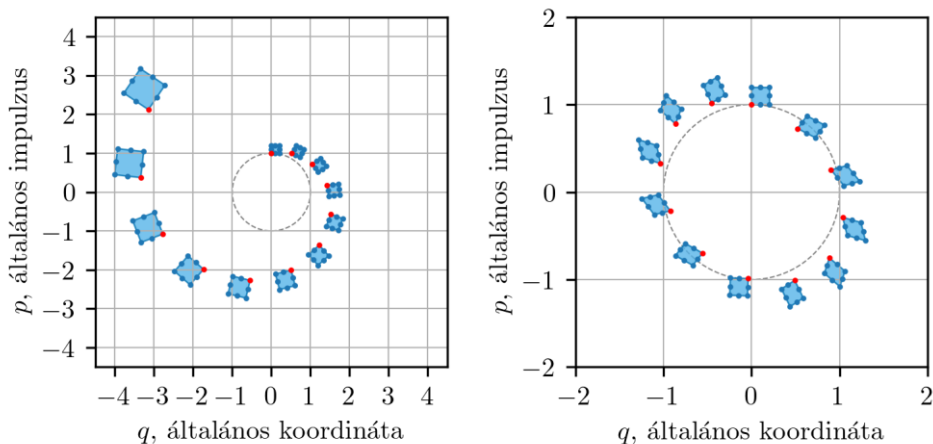 4
3
2
1
0
−1
−2
−3
−4
−4 −3 −2 −1 0 1 2 3 4
p, általános impulzus
q, általános koordináta
2
1
0
−1
−2
−2 −1 0 1 2
p, általános impulzus
q, általános koordináta